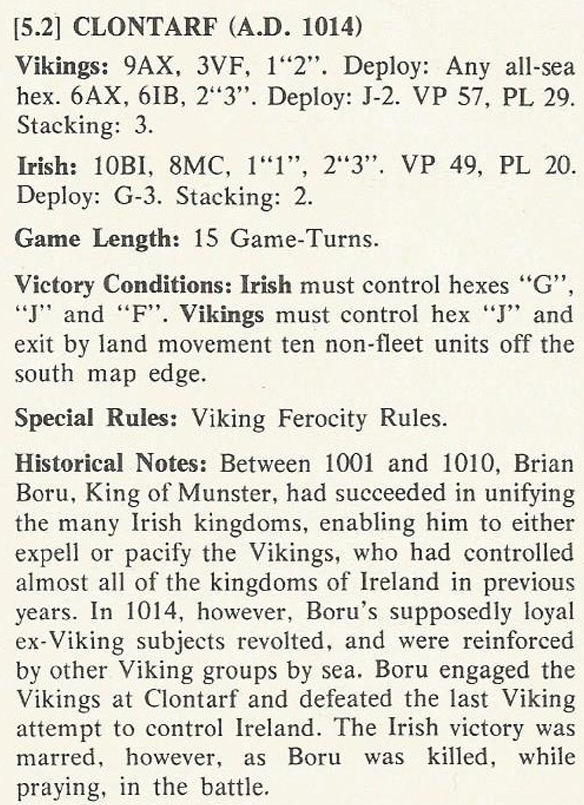 [5.2] CLONTARF (A.D. 1014)
Vikings: 9AX, 3VF, 1“2”. Deploy: Any all-sea
hex. 6AX, 6IB, 2“3”. Deploy: J-2. VP 57, PL 29.
Stacking: 3.
Irish: 10BI, 8MC, 1“1”, 2“3”. VP 49, PL 20.
Deploy: G-3. Stacking: 2.
Game Length: 15 Game-Turns.
Victory Conditions: Irish must control hexes “G”,
“J” and “F”. Vikings must control hex “J” and
exit by land movement ten non-fleet units off the
south map edge.
Special Rules: Viking Ferocity Rules.
Historical Notes: Between 1001 and 1010, Brian
Boru, King of Munster, had succeeded in unifying
the many Irish kingdoms, enabling him to either
expell or pacify the Vikings, who had controlled
almost all of the kingdoms of Ireland in previous
years. In 1014, however, Boru’s supposedly loyal
ex-Viking subjects revolted, and were reinforced
by other Viking groups by sea. Boru engaged the
Vikings at Clontarf and defeated the last Viking
attempt to control Ireland. The Irish victory was
marred, however, as Boru was killed, while
praying, in the battle.